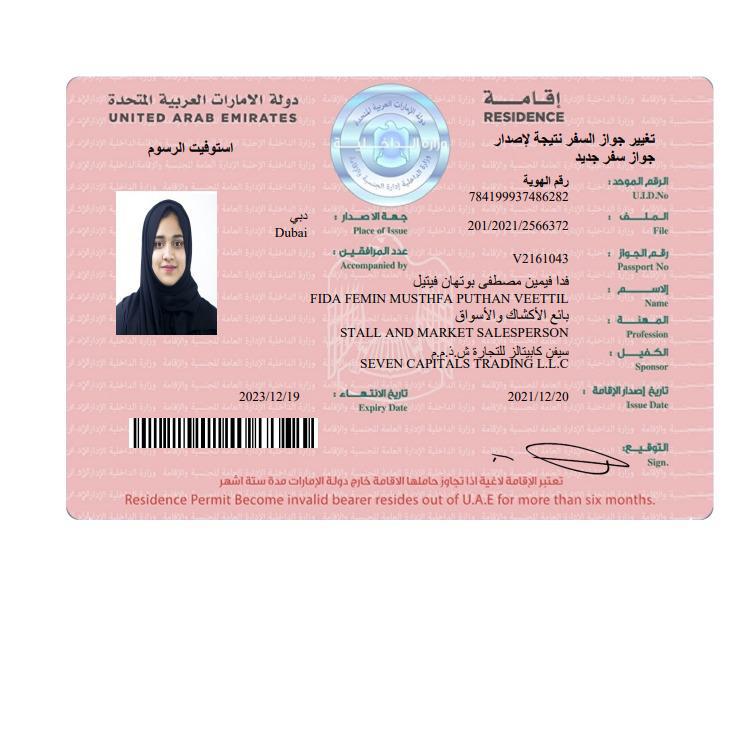 دولة الامارات العربية المتحدة
UNITED ARAB EMIRATES
إقامة
RESIDENCE
استوفيت الرسوم
تغيير جواز السفر نتيجة لإصدار
جواز سفر جديد
وزارة الداخلية
الرقم الموحد :
U.I.D.No
رقم الهوية
784199937486282
جهة الاصدار :
Place of Issue
دبي
Dubai
الملف :
File
201/2021/2566372
عدد المرافقين :
Accompanied by
رقم الجواز :
Passport No
V2161043
الإسم :
Name
فدا فيمين مصطفى بوتهان فيتيل
FIDA FEMIN MUSTHFA PUTHAN VEETTIL
المهنة :
Profession
بائع الأكشاك والأسواق
STALL AND MARKET SALESPERSON
الكفيل :
Sponsor
سيفن كابيتالز للتجارة ش.ذ.م.م
SEVEN CAPITALS TRADING L.L.C
تاريخ إصدار الإقامة :
Issue Date
2021/12/20
تاريخ الانتهاء :
Expiry Date
2023/12/19
التوقيع:
Sign.
تعتبر الإقامة لاغية اذا تجاوز حاملها الاقامة خارج دولة الإمارات مدة ستة اشهر
Residence Permit Become invalid bearer resides out of U.A.E for more than six months.